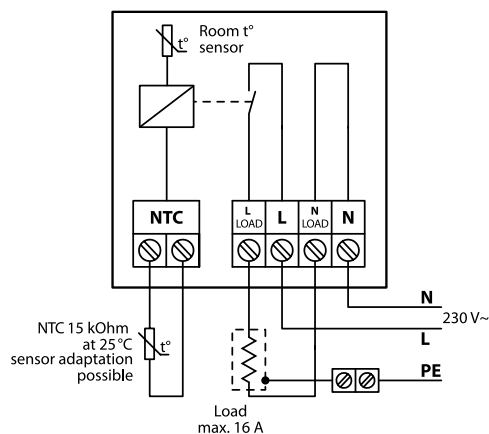 Room t°
sensor
t°
NTC
L
LOAD
L
N
LOAD
N
NTC 15 kOhm
at 25°C
sensor adaptation
possible
t°
N
230 V~
L
PE
Load
max. 16 A